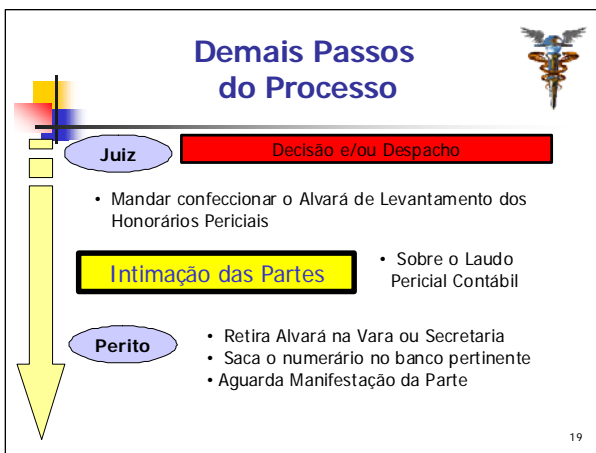 Demais Passos
do Processo
Juiz
Decisão e/ou Despacho
• Mandar confeccionar o Alvará de Levantamento dos
Honorários Periciais
Intimação das Partes
• Sobre o Laudo
Pericial Contábil
Perito
• Retira Alvará na Vara ou Secretaria
• Saca o numerário no banco pertinente
• Aguarda Manifestação da Parte
19